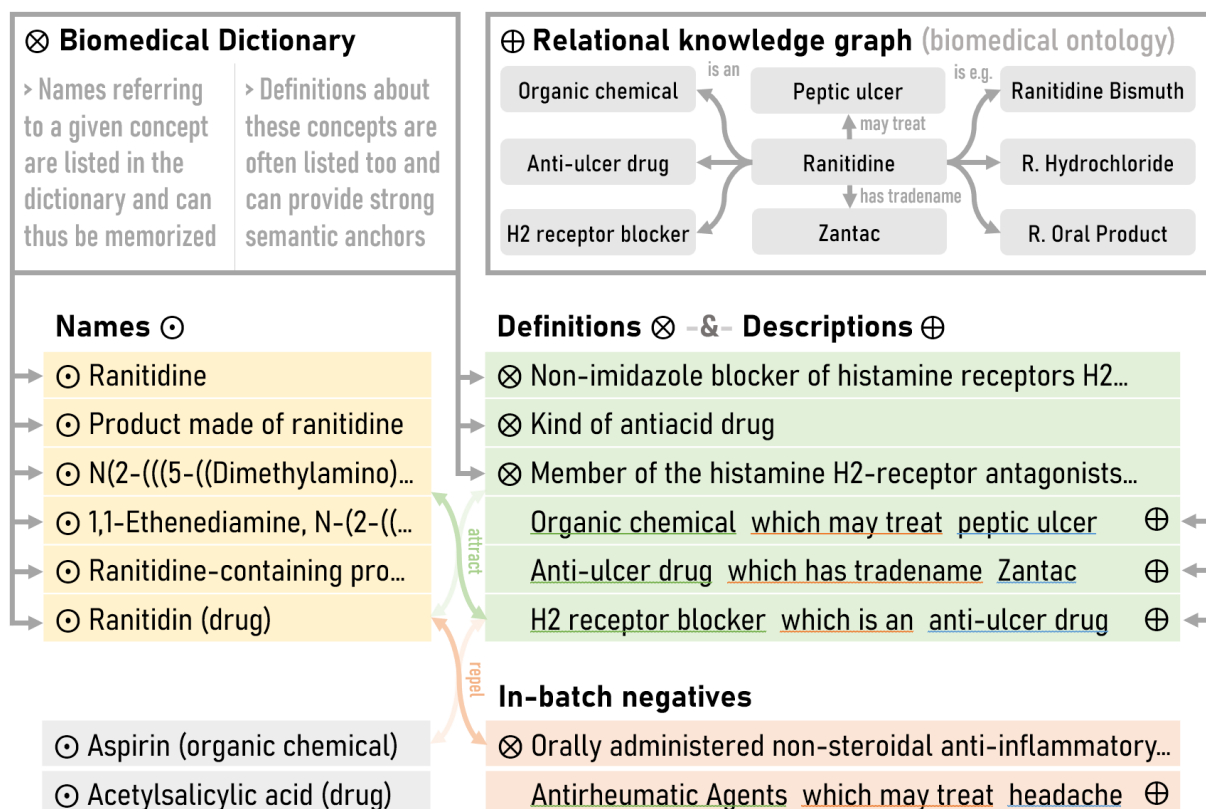 ⊗ Biomedical Dictionary
> Names referring
to a given concept
are listed in the
dictionary and can
thus be memorized
> Definitions about
these concepts are
often listed too and
can provide strong
semantic anchors
⊕ Relational knowledge graph (biomedical ontology)
is an
is e.g.
Organic chemical
Peptic ulcer
Ranitidine Bismuth
may treat
Anti-ulcer drug
Ranitidine
R. Hydrochloride
has tradename
H2 receptor blocker
Zantac
R. Oral Product
Names ⊙
⊙ Ranitidine
⊙ Product made of ranitidine
⊙ N(2-(((5-((Dimethylamino)...
⊙ 1,1-Ethenediamine, N-(2-((...
⊙ Ranitidine-containing pro...
⊙ Ranitidin (drug)
attract
repel
Definitions ⊗ -&- Descriptions ⊕
⊗ Non-imidazole blocker of histamine receptors H2...
⊗ Kind of antiacid drug
⊗ Member of the histamine H2-receptor antagonists...
Organic chemical which may treat peptic ulcer ⊕
Anti-ulcer drug which has tradename Zantac ⊕
H2 receptor blocker which is an anti-ulcer drug ⊕
In-batch negatives
⊙ Aspirin (organic chemical)
⊙ Acetylsalicylic acid (drug)
⊗ Orally administered non-steroidal anti-inflammatory...
Antirheumatic Agents which may treat headache ⊕